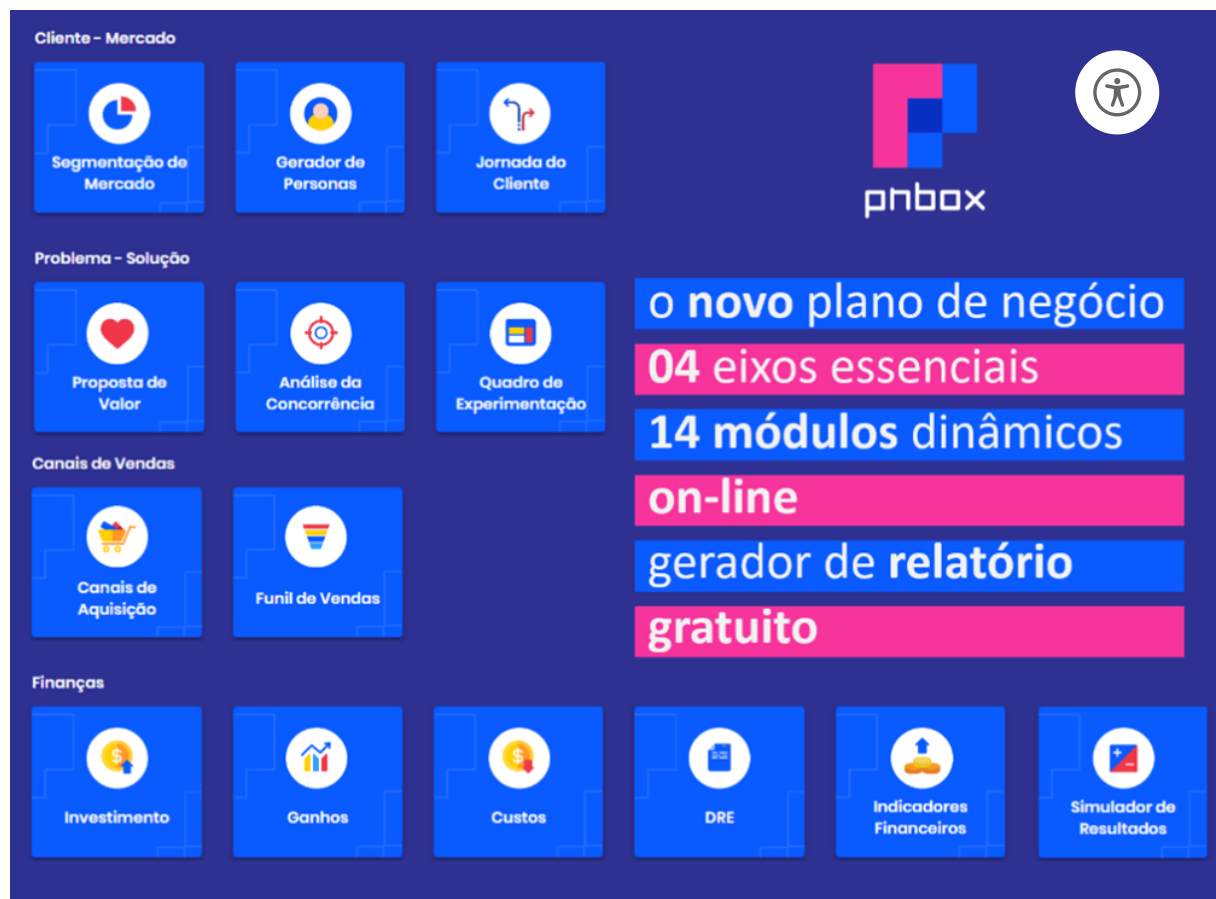 Cliente - Mercado
Segmentação de
Mercado
Gerador de
Personas
Jornada do
Cliente
pnbox
Problema - Solução
Proposta de
Valor
Análise da
Concorrência
Quadro de
Experimentação
o novo plano de negócio
04 eixos essenciais
14 módulos dinâmicos
on-line
gerador de relatório
gratuito
Canais de Vendas
Canais de
Aquisição
Funil de Vendas
Finanças
Investimento
Ganhos
Custos
DRE
Indicadores
Financeiros
Simulador de
Resultados